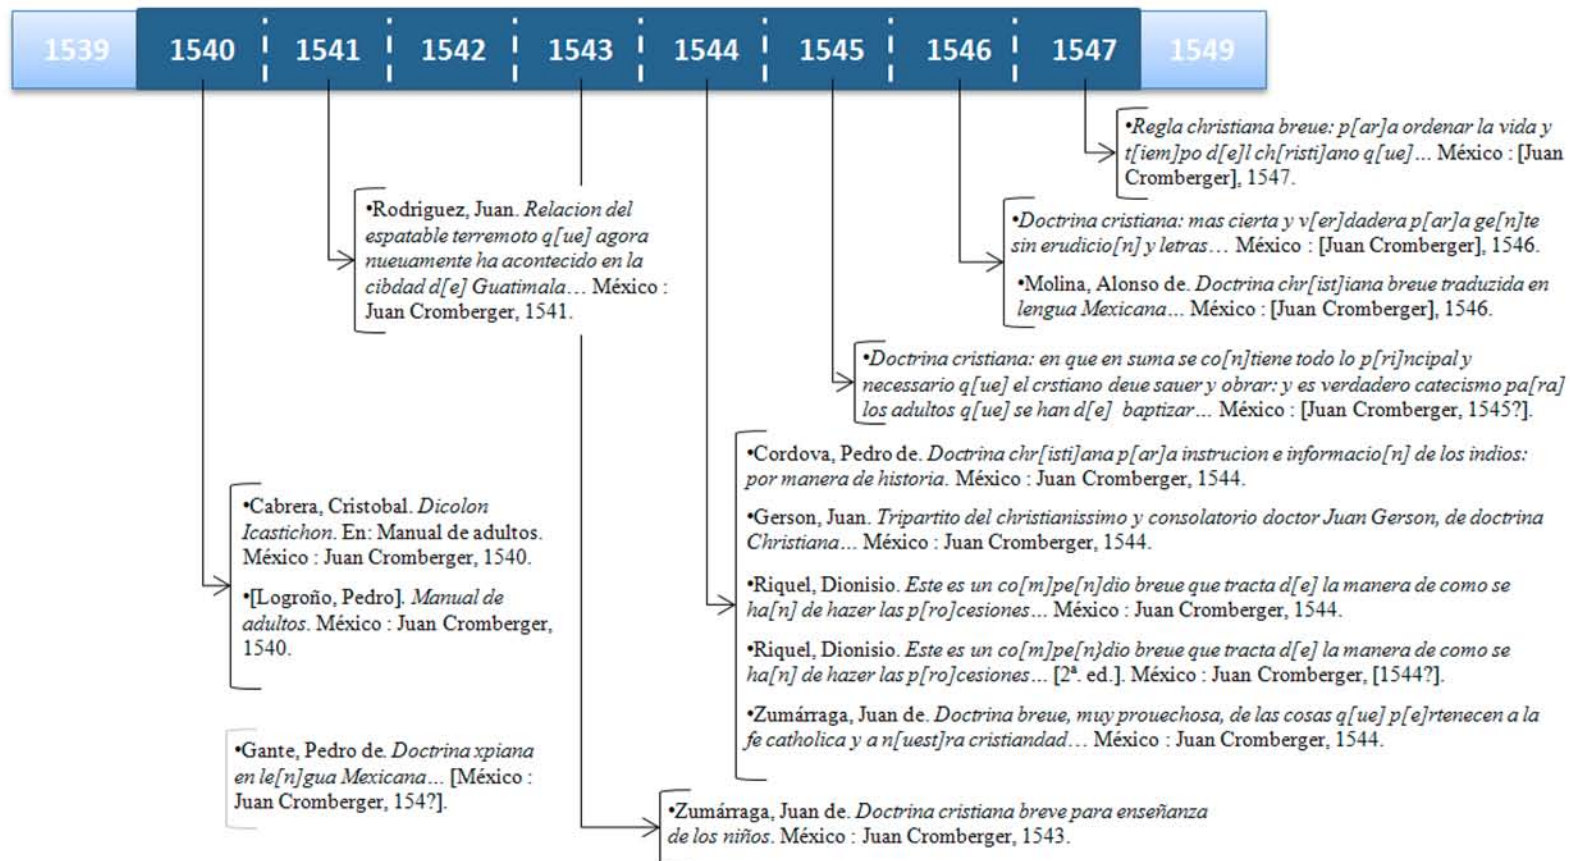 1539 1540 1541 1542 1543 1544 1545 1546 1547 1549
•Regla christiana breue: p[ar]a ordenar la vida y
t[iem]po d[e]l ch[risti]ano q[ue]... México : [Juan
Cromberger], 1547.
•Doctrina cristiana: mas cierta y v[er]dadera p[ar]a ge[n]te
sin erudicio[n] y letras... México : [Juan Cromberger], 1546.
•Molina, Alonso de. Doctrina chr[ist]iana breue traduzida en
lengua Mexicana... México : [Juan Cromberger], 1546.
•Rodriguez, Juan. Relacion del
espatable terremoto q[ue] agora
nueuamente ha acontecido en la
cibdad d[e] Guatimala... México :
Juan Cromberger, 1541.
•Doctrina cristiana: en que en suma se co[n]tiene todo lo p[ri]ncipal y
necessario q[ue] el crstiano deue sauer y obrar: y es verdadero catecismo pa[ra]
los adultos q[ue] se han d[e] baptizar... México : [Juan Cromberger, 1545?].
•Cordova, Pedro de. Doctrina chr[isti]ana p[ar]a instrucion e informacio[n] de los indios:
por manera de historia. México : Juan Cromberger, 1544.
•Gerson, Juan. Tripartito del christianissimo y consolatorio doctor Juan Gerson, de doctrina
Christiana... México : Juan Cromberger, 1544.
•Riquel, Dionisio. Este es un co[m]pe[n]dio breue que tracta d[e] la manera de como se
ha[n] de hazer las p[ro]cesiones... México : Juan Cromberger, 1544.
•Riquel, Dionisio. Este es un co[m]pe[n}dio breue que tracta d[e] la manera de como se
ha[n] de hazer las p[ro]cesiones... [2ª. ed.]. México : Juan Cromberger, [1544?].
•Zumárraga, Juan de. Doctrina breue, muy prouechosa, de las cosas q[ue] p[e]rtenecen a la
fe catholica y a n[uest]ra cristiandad... México : Juan Cromberger, 1544.
•Cabrera, Cristobal. Dicolon
Icastichon. En: Manual de adultos.
México : Juan Cromberger, 1540.
•[Logroño, Pedro]. Manual de
adultos. México : Juan Cromberger,
1540.
•Gante, Pedro de. Doctrina xpiana
en le[n]gua Mexicana... [México :
Juan Cromberger, 154?].
•Zumárraga, Juan de. Doctrina cristiana breve para enseñanza
de los niños. México : Juan Cromberger, 1543.